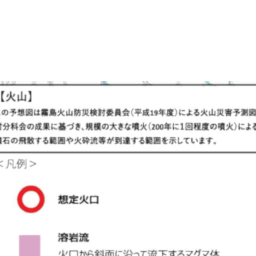 【火山】
の予想図は霧島火山防災検討委員会(平成19年度)による火山災害予測図
分科会の成果に基づき、規模の大きな噴火(200年に1回程度の噴火)によ
石の飛散する範囲や火砕流等が到達する範囲を示しています。
＜凡例＞
想定火口
溶岩流
火口から斜面に沿って流下するマグマ体